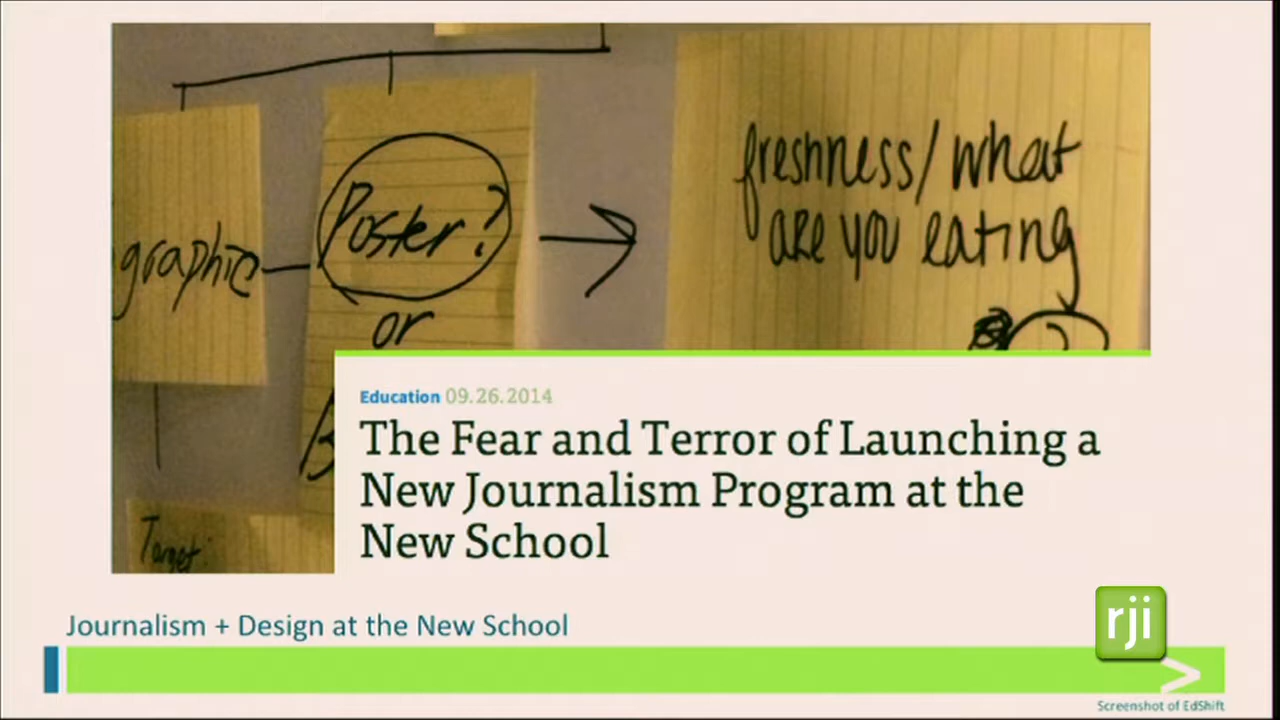 freshness/what
are you eating
graphic
Poster?
or
Target:
Education 09.26.2014
The Fear and Terror of Launching a
New Journalism Program at the
New School
Journalism + Design at the New School
rji
>
Screenshot of EdShift